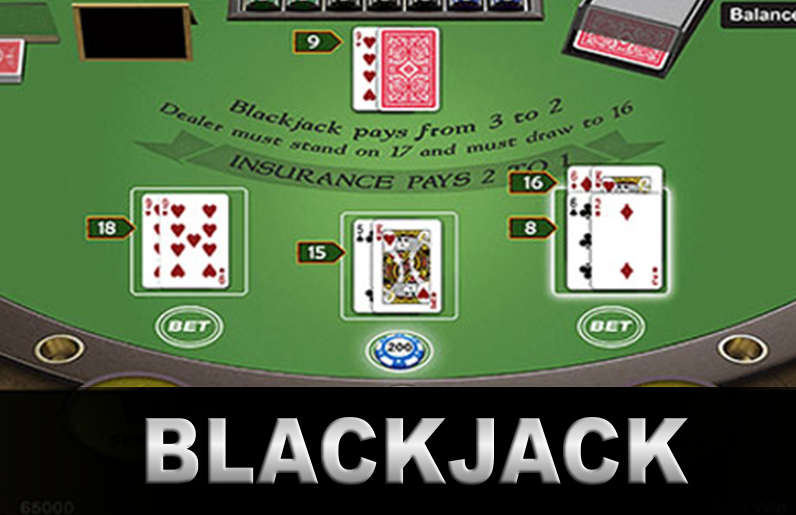 Balance
9
Blackjack pays from 3 to 2
Dealer must stand on 17 and must draw to 16
INSURANCE PAYS 2 TO 1
16
18
8
15
BET
BET
200
BLACKJACK
65000